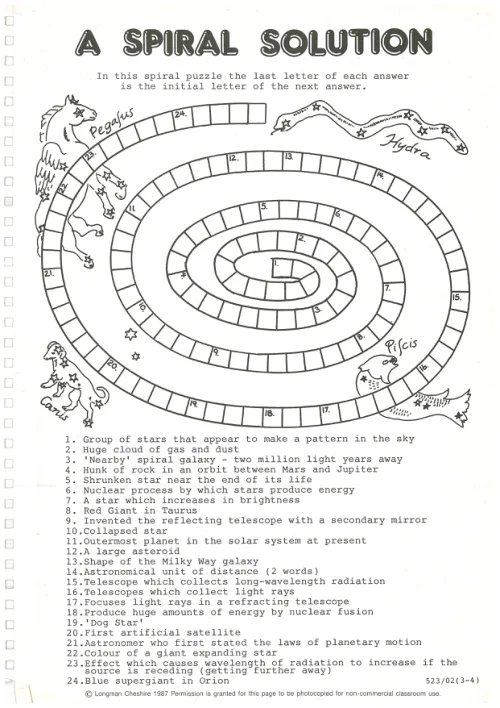 A SPIRAL SOLUTION
In this spiral puzzle the last letter of each answer
is the initial letter of the next answer.
Pegasus
Hydra
Piscis
Canis
1.
2.
3.
4.
5.
6.
7.
8.
9.
10.
11.
12.
13.
14.
15.
16.
17.
18.
19.
20.
21.
22.
23.
24.
1. Group of stars that appear to make a pattern in the sky
2. Huge cloud of gas and dust
3. 'Nearby' spiral galaxy - two million light years away
4. Hunk of rock in an orbit between Mars and Jupiter
5. Shrunken star near the end of its life
6. Nuclear process by which stars produce energy
7. A star which increases in brightness
8. Red Giant in Taurus
9. Invented the reflecting telescope with a secondary mirror
10.Collapsed star
11.Outermost planet in the solar system at present
12.A large asteroid
13.Shape of the Milky Way galaxy
14.Astronomical unit of distance (2 words)
15.Telescope which collects long-wavelength radiation
16.Telescopes which collect light rays
17.Focuses light rays in a refracting telescope
18.Produce huge amounts of energy by nuclear fusion
19.'Dog Star'
20.First artificial satellite
21.Astronomer who first stated the laws of planetary motion
22.Colour of a giant expanding star
23.Effect which causes wavelength of radiation to increase if the
source is receding (getting further away)
24.Blue supergiant in Orion
523/02(3-4)
© Longman Cheshire 1987 Permission is granted for this page to be photocopied for non-commercial classroom use.